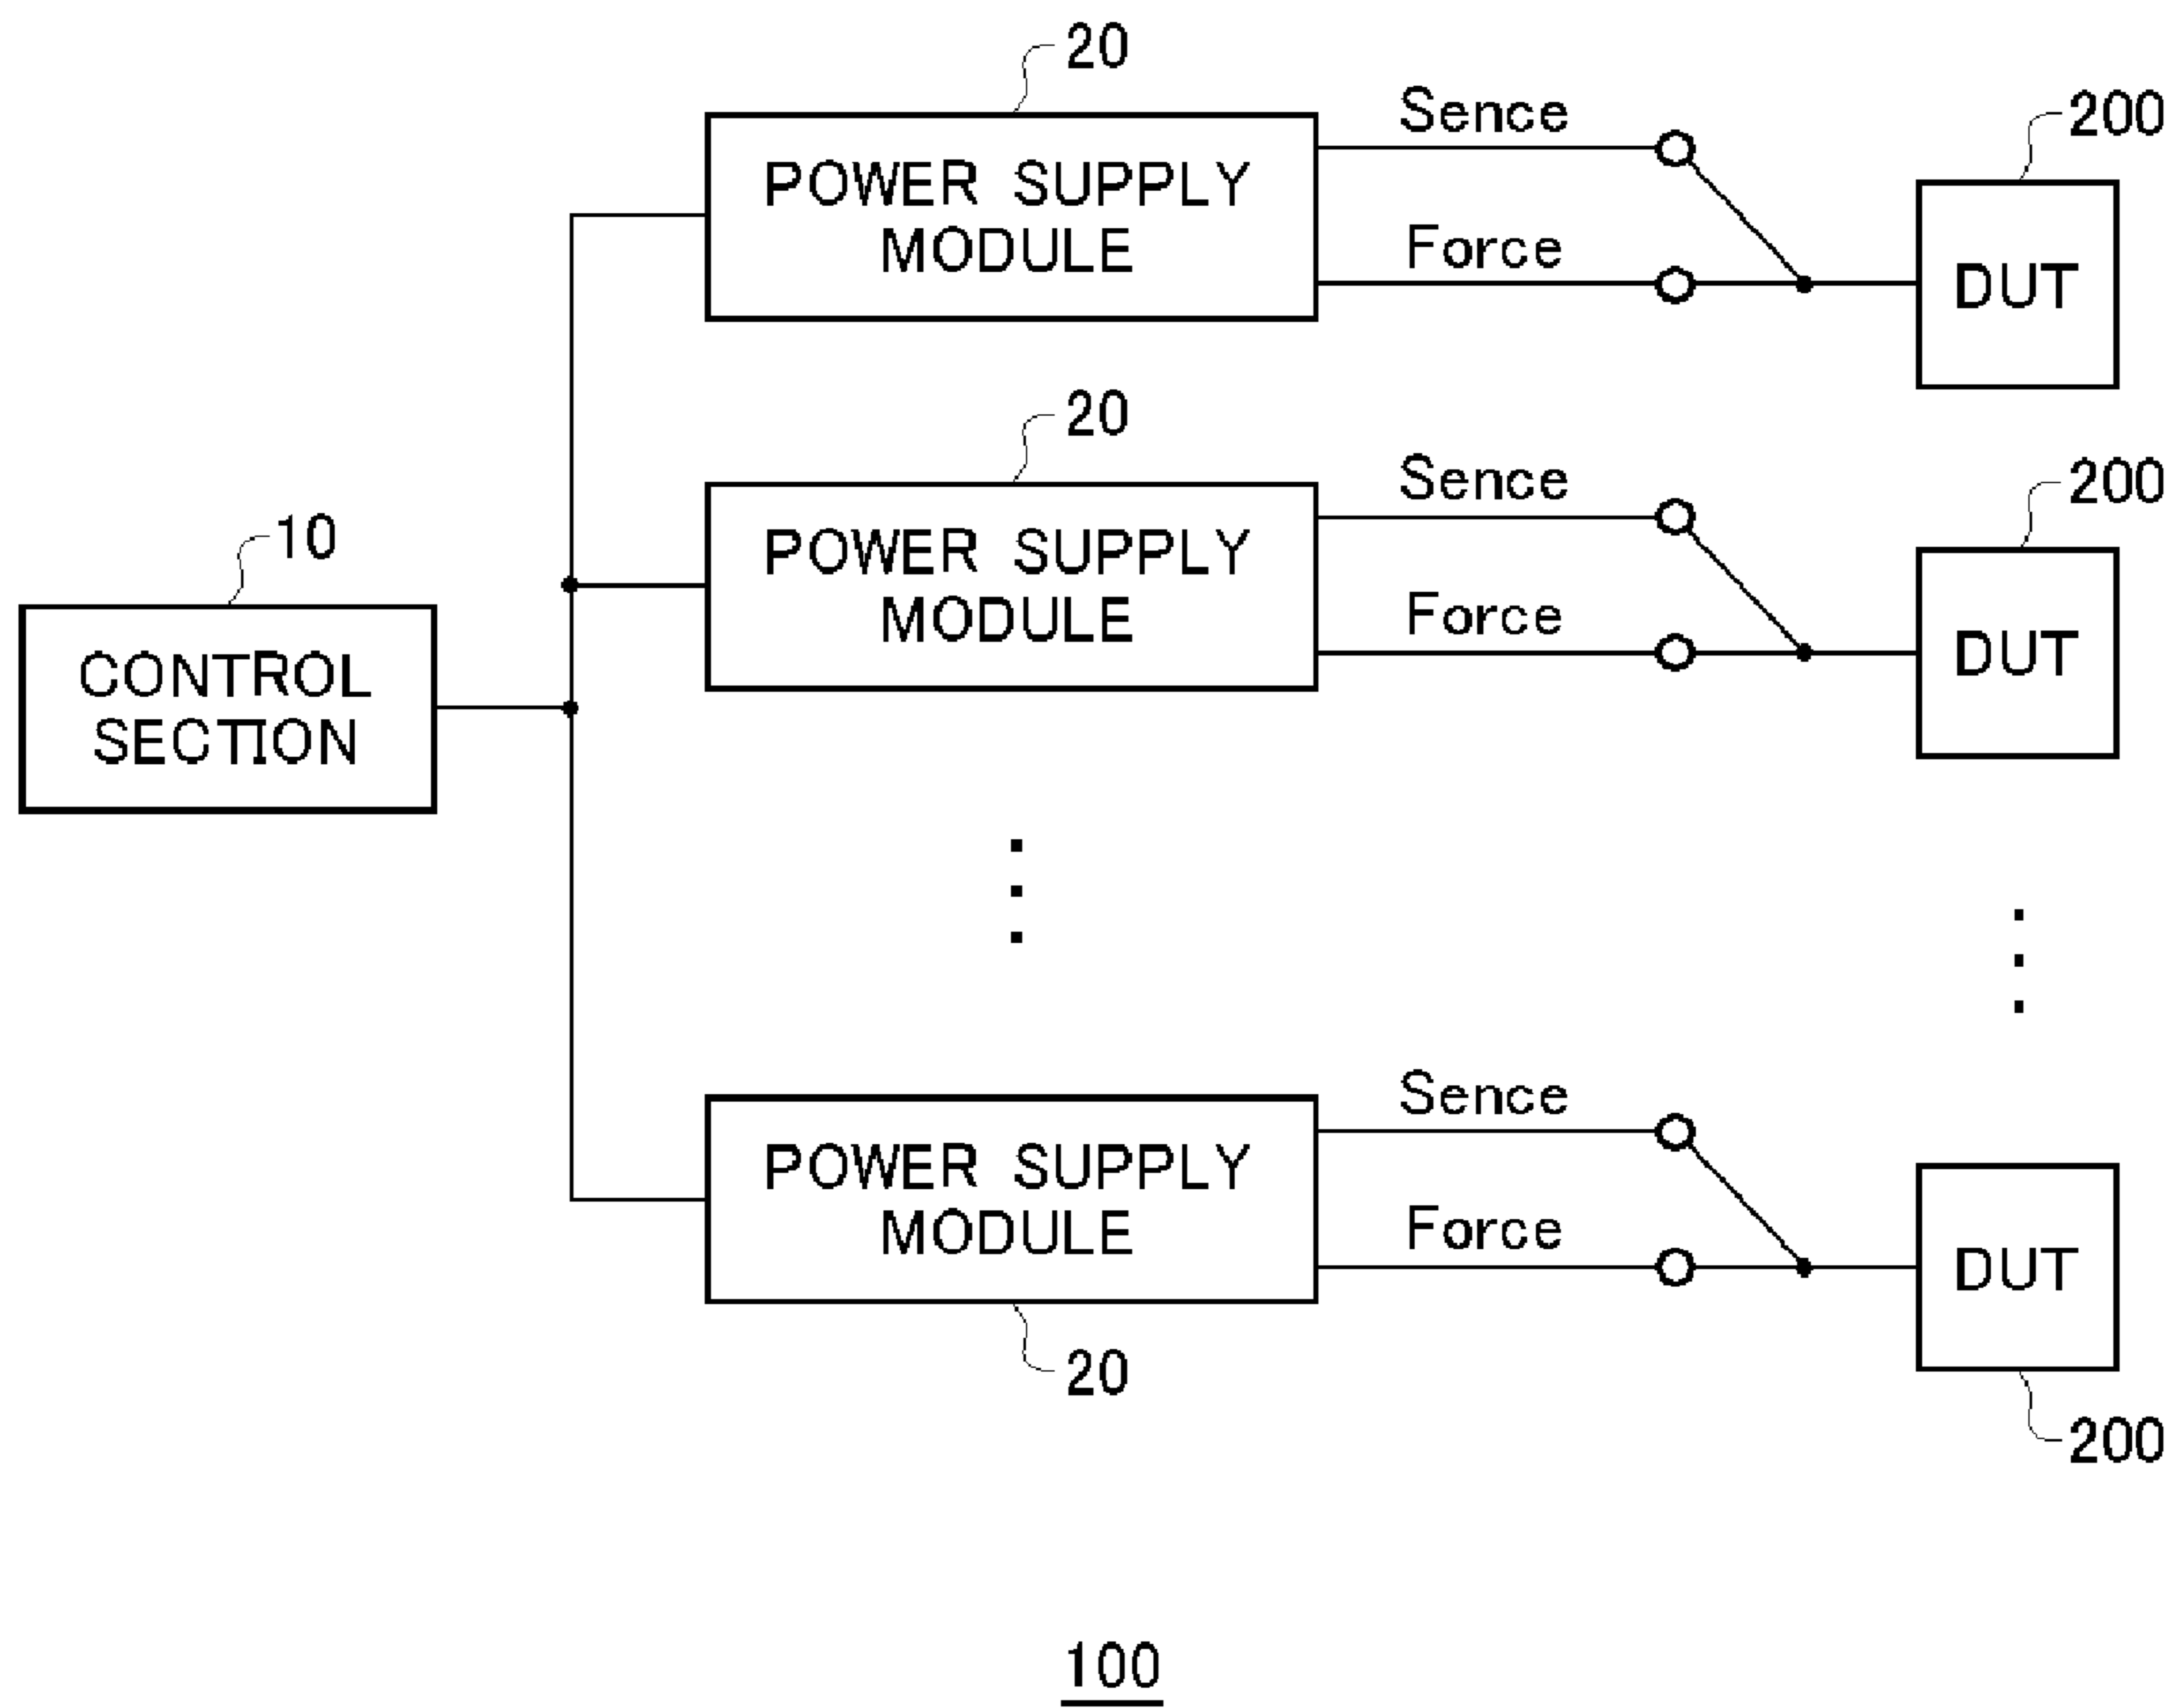 20
Sence
200
POWER SUPPLY
MODULE
Force
DUT
20
Sence
200
POWER SUPPLY
MODULE
Force
DUT
10
CONTROL
SECTION
Sence
POWER SUPPLY
MODULE
Force
DUT
20
200
100